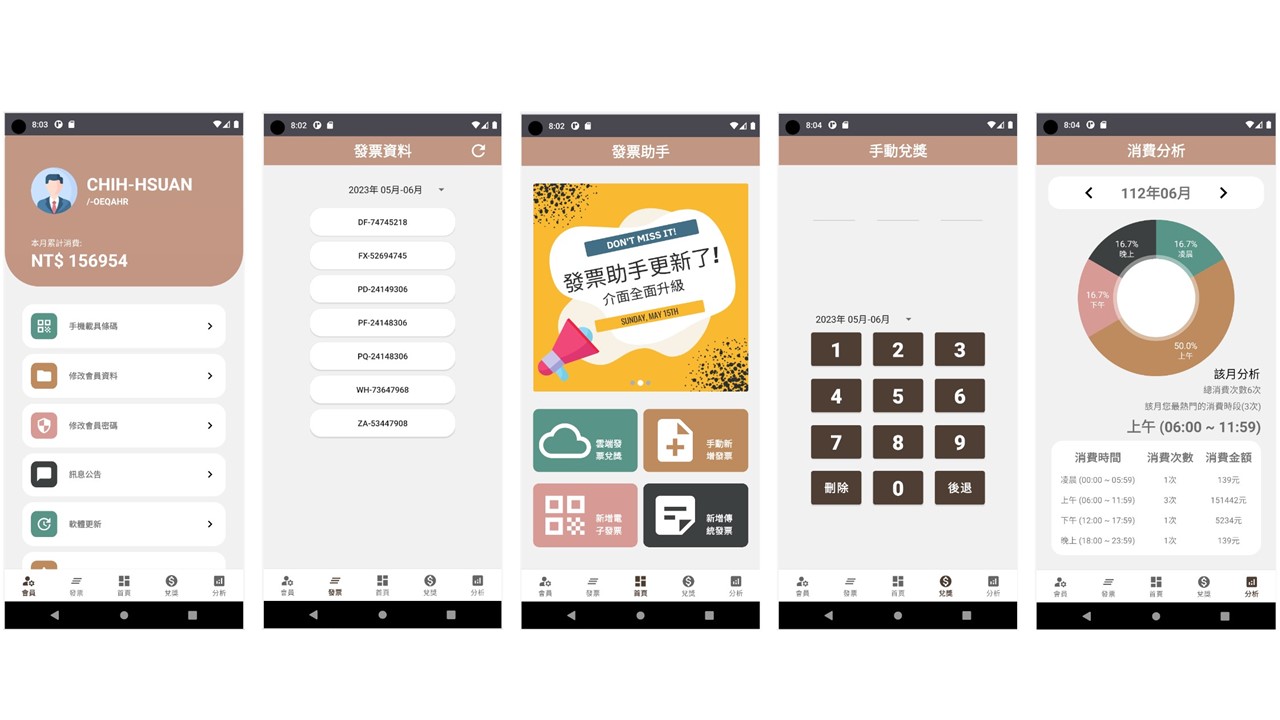 8:03
CHIH-HSUAN
/-OEQAHR
本月累計消費:
NT$ 156954
手機載具條碼
修改會員資料
修改會員密碼
訊息公告
軟體更新
會員 發票 首頁 兌獎 分析
8:02
發票資料
2023年 05月-06月
DF-74745218
FX-52694745
PD-24149306
PF-24148306
PQ-24148306
WH-73647968
ZA-53447908
會員 發票 首頁 兌獎 分析
8:02
發票助手
DON'T MISS IT!
發票助手更新了!
介面全面升級
SUNDAY, MAY 15TH
雲端發
票兌獎
手動新
增發票
新增電
子發票
新增傳
統發票
會員 發票 首頁 兌獎 分析
8:04
手動兌獎
2023年 05月-06月
1 2 3
4 5 6
7 8 9
刪除 0 後退
會員 發票 首頁 兌獎 分析
8:04
消費分析
112年06月
16.7%
晚上
16.7%
凌晨
16.7%
下午
50.0%
上午
該月分析
總消費次數6次
該月您最熱門的消費時段(3次)
上午 (06:00 ~ 11:59)
消費時間 消費次數 消費金額
凌晨 (00:00 ~ 05:59) 1次 139元
上午 (06:00 ~ 11:59) 3次 151442元
下午 (12:00 ~ 17:59) 1次 5234元
晚上 (18:00 ~ 23:59) 1次 139元
會員 發票 首頁 兌獎 分析